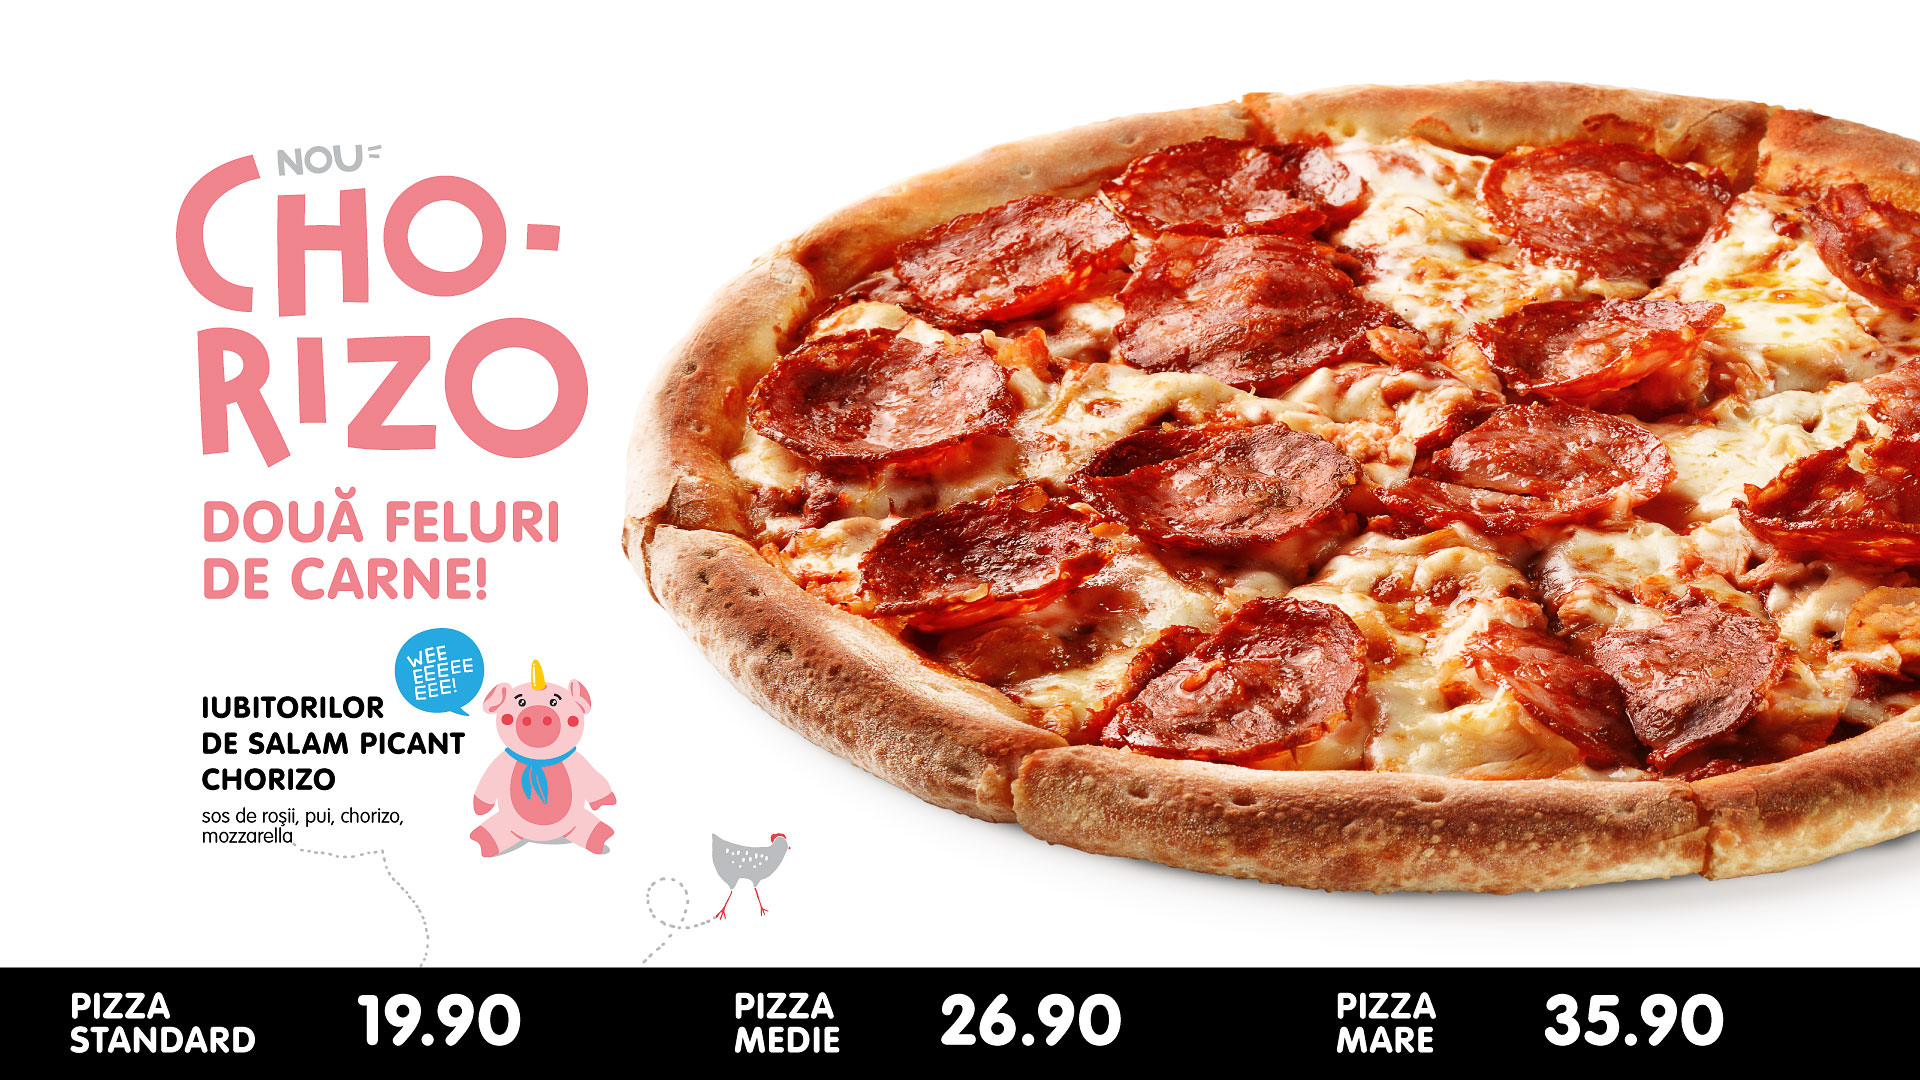 NOU
CHO-
RIZO
DOUĂ FELURI
DE CARNE!
WEE
EEEEE
EEE!
IUBITORILOR
DE SALAM PICANT
CHORIZO
sos de roșii, pui, chorizo,
mozzarella
PIZZA
STANDARD
19.90
PIZZA
MEDIE
26.90
PIZZA
MARE
35.90